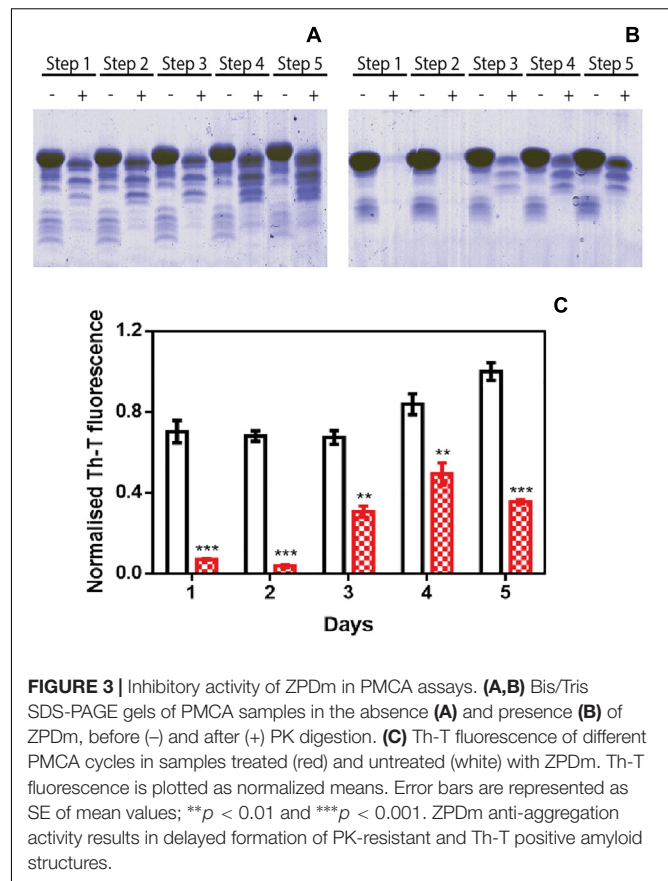 A
Step 1 Step 2 Step 3 Step 4 Step 5
- + - + - + - + - +
B
Step 1 Step 2 Step 3 Step 4 Step 5
- + - + - + - + - +
C
Normalised Th-T fluorescence
1.2
0.8
0.4
0.0
***
***
**
**
***
1 2 3 4 5
Days
FIGURE 3 | Inhibitory activity of ZPDm in PMCA assays. (A,B) Bis/Tris
SDS-PAGE gels of PMCA samples in the absence (A) and presence (B) of
ZPDm, before (–) and after (+) PK digestion. (C) Th-T fluorescence of different
PMCA cycles in samples treated (red) and untreated (white) with ZPDm. Th-T
fluorescence is plotted as normalized means. Error bars are represented as
SE of mean values; **p < 0.01 and ***p < 0.001. ZPDm anti-aggregation
activity results in delayed formation of PK-resistant and Th-T positive amyloid
structures.